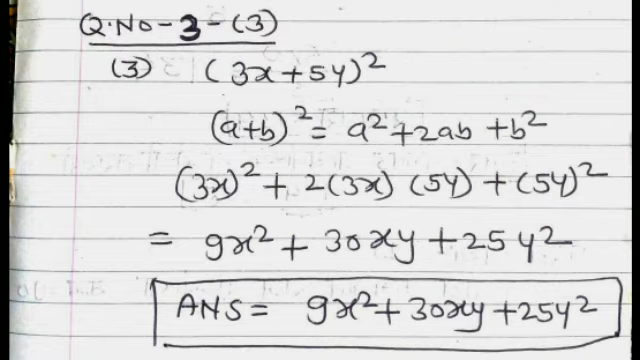 Q.No-3-(3)
(3) (3x+5y)²
(a+b)²= a²+2ab+b²
(3x)²+2(3x)(5y)+(5y)²
= 9x²+30xy+25y²
ANS= 9x²+30xy+25y²